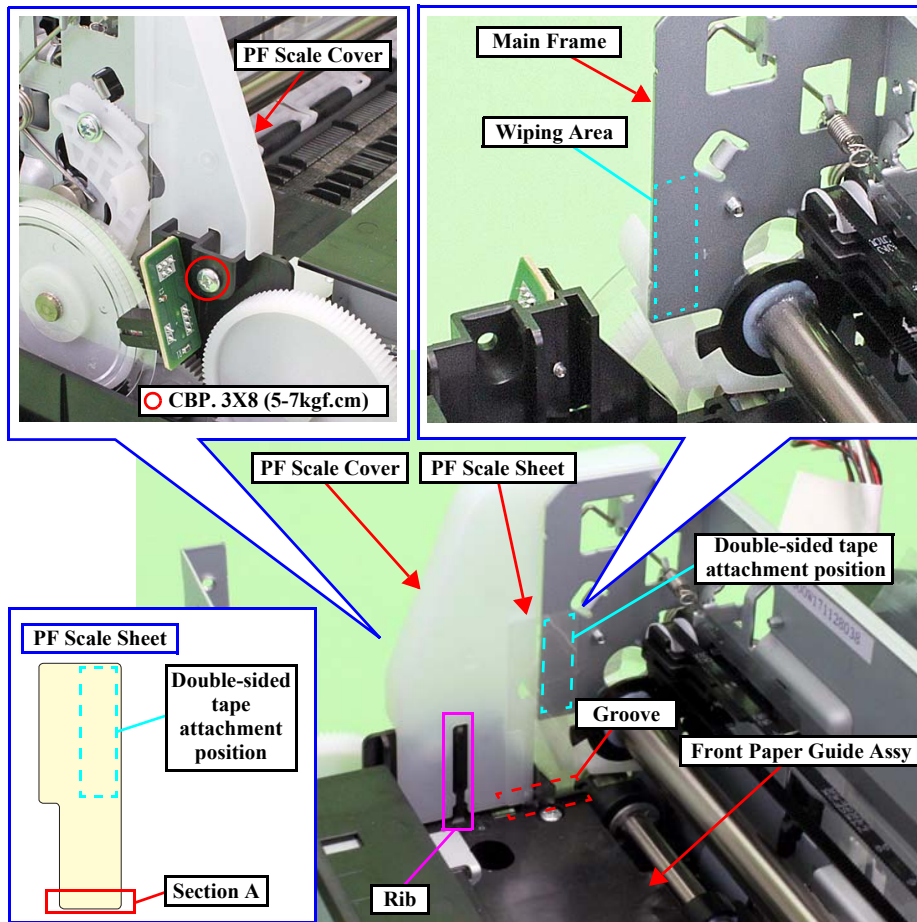 PF Scale Cover
CBP. 3X8 (5-7kgf.cm)
Main Frame
Wiping Area
PF Scale Cover
PF Scale Sheet
Double-sided tape
attachment position
PF Scale Sheet
Double-sided
tape
attachment
position
Section A
Groove
Front Paper Guide Assy
Rib